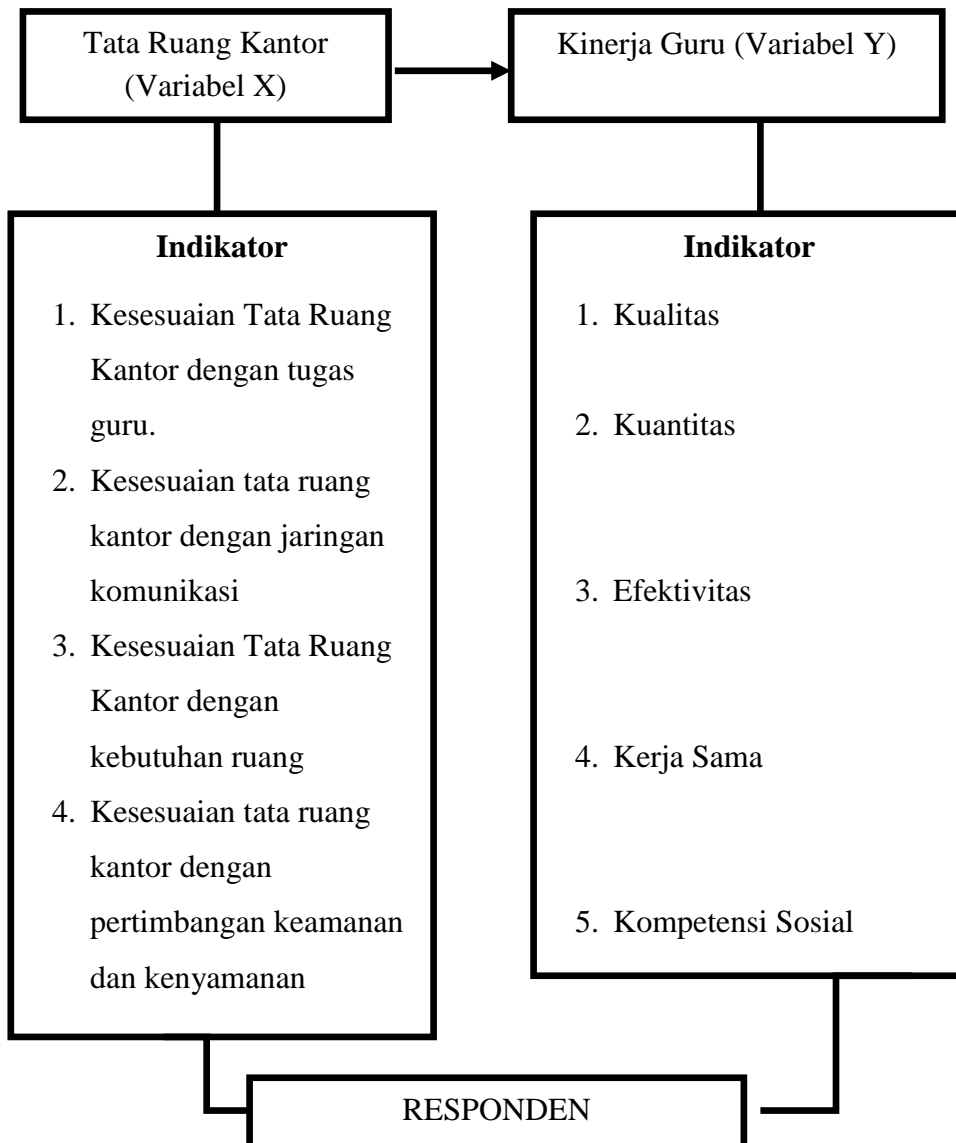 Tata Ruang Kantor
(Variabel X)
Kinerja Guru (Variabel Y)
Indikator
1. Kesesuaian Tata Ruang
Kantor dengan tugas
guru.
2. Kesesuaian tata ruang
kantor dengan jaringan
komunikasi
3. Kesesuaian Tata Ruang
Kantor dengan
kebutuhan ruang
4. Kesesuaian tata ruang
kantor dengan
pertimbangan keamanan
dan kenyamanan
Indikator
1. Kualitas
2. Kuantitas
3. Efektivitas
4. Kerja Sama
5. Kompetensi Sosial
RESPONDEN